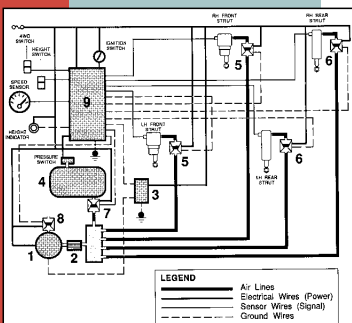 RH FRONT
STRUT
RH REAR
STRUT
4WD
SWITCH
IGNITION
SWITCH
HEIGHT
SWITCH
SPEED
SENSOR
5
6
9
HEIGHT
INDICATOR
LH FRONT
STRUT
PRESSURE
SWITCH
5
6
LH REAR
STRUT
4
3
7
8
1
2
LEGEND
Air Lines
Electrical Wires (Power)
Sensor Wires (Signal)
Ground Wires